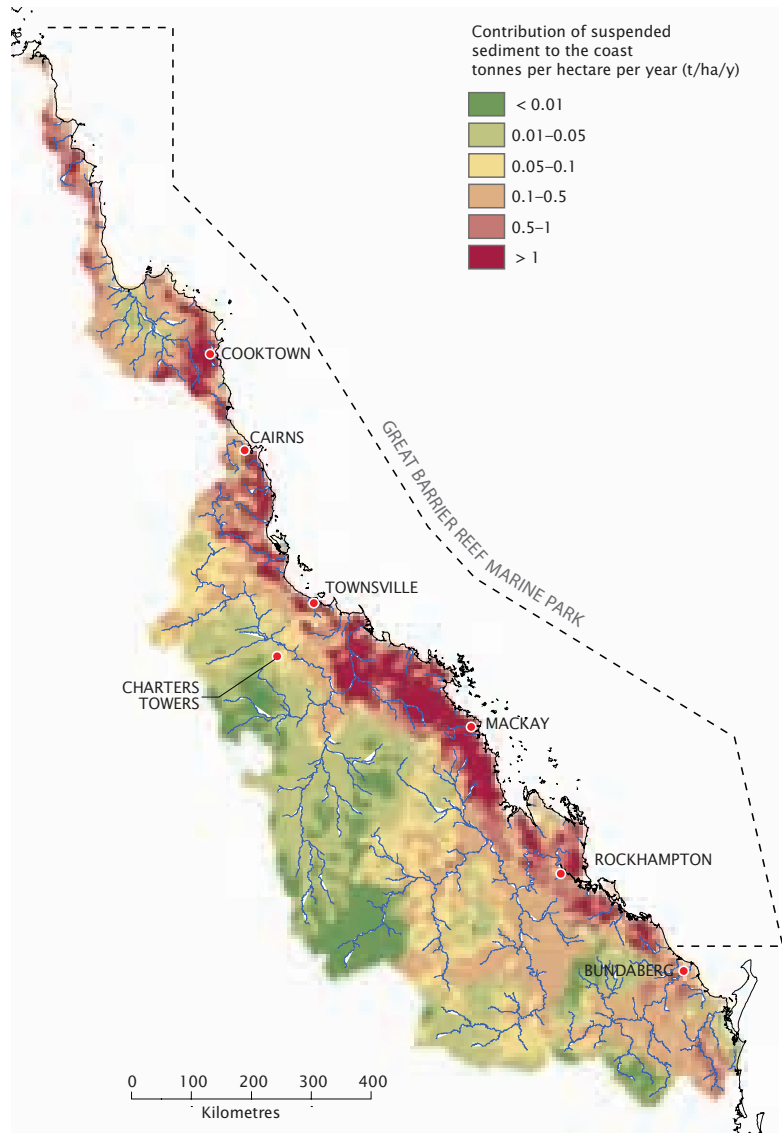 Contribution of suspended
sediment to the coast
tonnes per hectare per year (t/ha/y)
< 0.01
0.01–0.05
0.05–0.1
0.1–0.5
0.5–1
> 1
COOKTOWN
CAIRNS
GREAT BARRIER REEF MARINE PARK
TOWNSVILLE
CHARTERS
TOWERS
MACKAY
ROCKHAMPTON
BUNDABERG
0 100 200 300 400
Kilometres